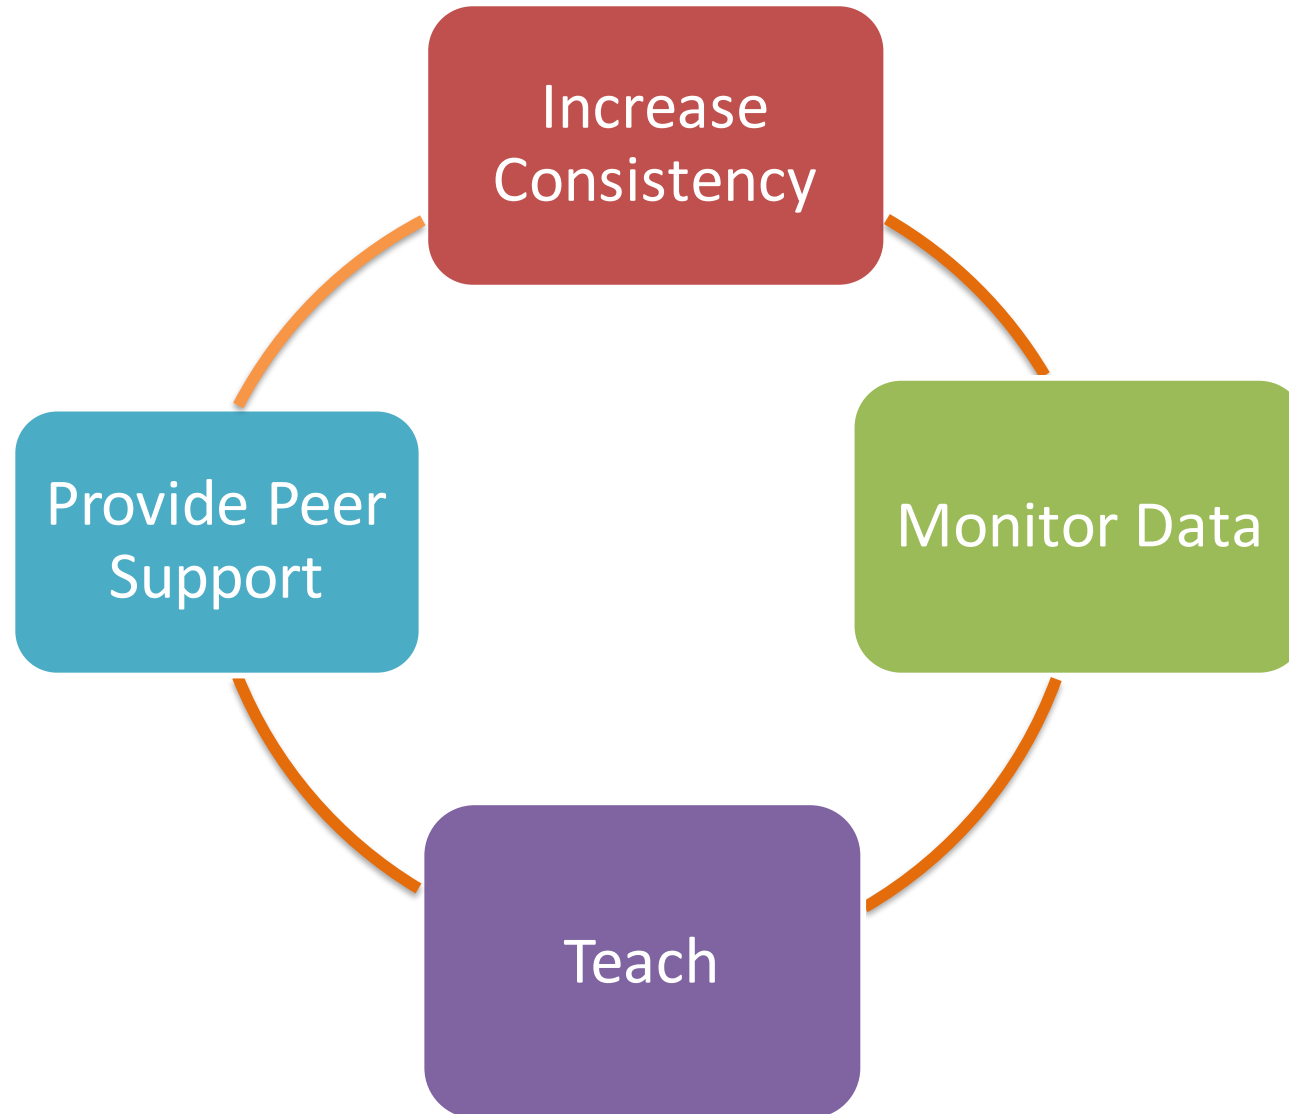 Increase
Consistency
Monitor Data
Teach
Provide Peer
Support